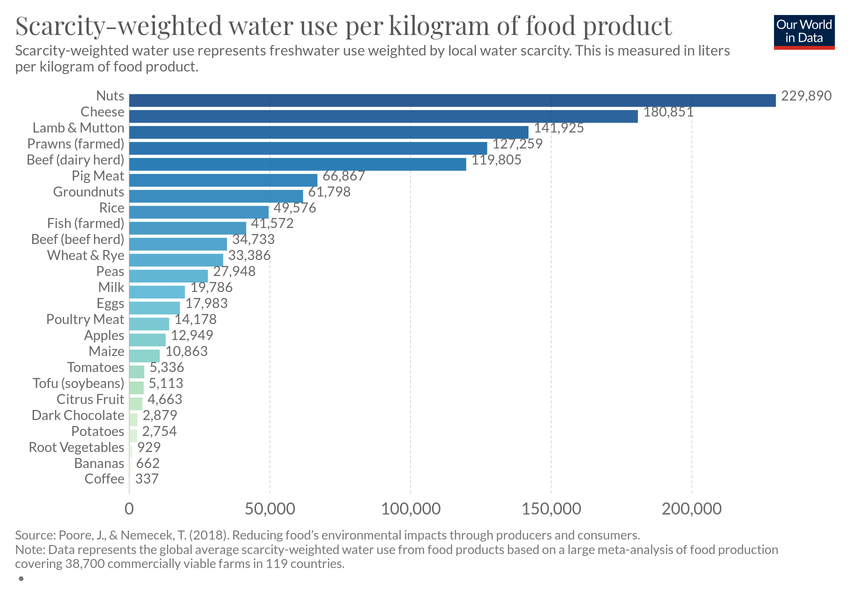 Scarcity-weighted water use per kilogram of food product
Our World
in Data
Scarcity-weighted water use represents freshwater use weighted by local water scarcity. This is measured in liters
per kilogram of food product.
Nuts 229,890
Cheese 180,851
Lamb & Mutton 141,925
Prawns (farmed) 127,259
Beef (dairy herd) 119,805
Pig Meat 66,867
Groundnuts 61,798
Rice 49,576
Fish (farmed) 41,572
Beef (beef herd) 34,733
Wheat & Rye 33,386
Peas 27,948
Milk 19,786
Eggs 17,983
Poultry Meat 14,178
Apples 12,949
Maize 10,863
Tomatoes 5,336
Tofu (soybeans) 5,113
Citrus Fruit 4,663
Dark Chocolate 2,879
Potatoes 2,754
Root Vegetables 929
Bananas 662
Coffee 337
0 50,000 100,000 150,000 200,000
Source: Poore, J., & Nemecek, T. (2018). Reducing food's environmental impacts through producers and consumers.
Note: Data represents the global average scarcity-weighted water use from food products based on a large meta-analysis of food production
covering 38,700 commercially viable farms in 119 countries.
•